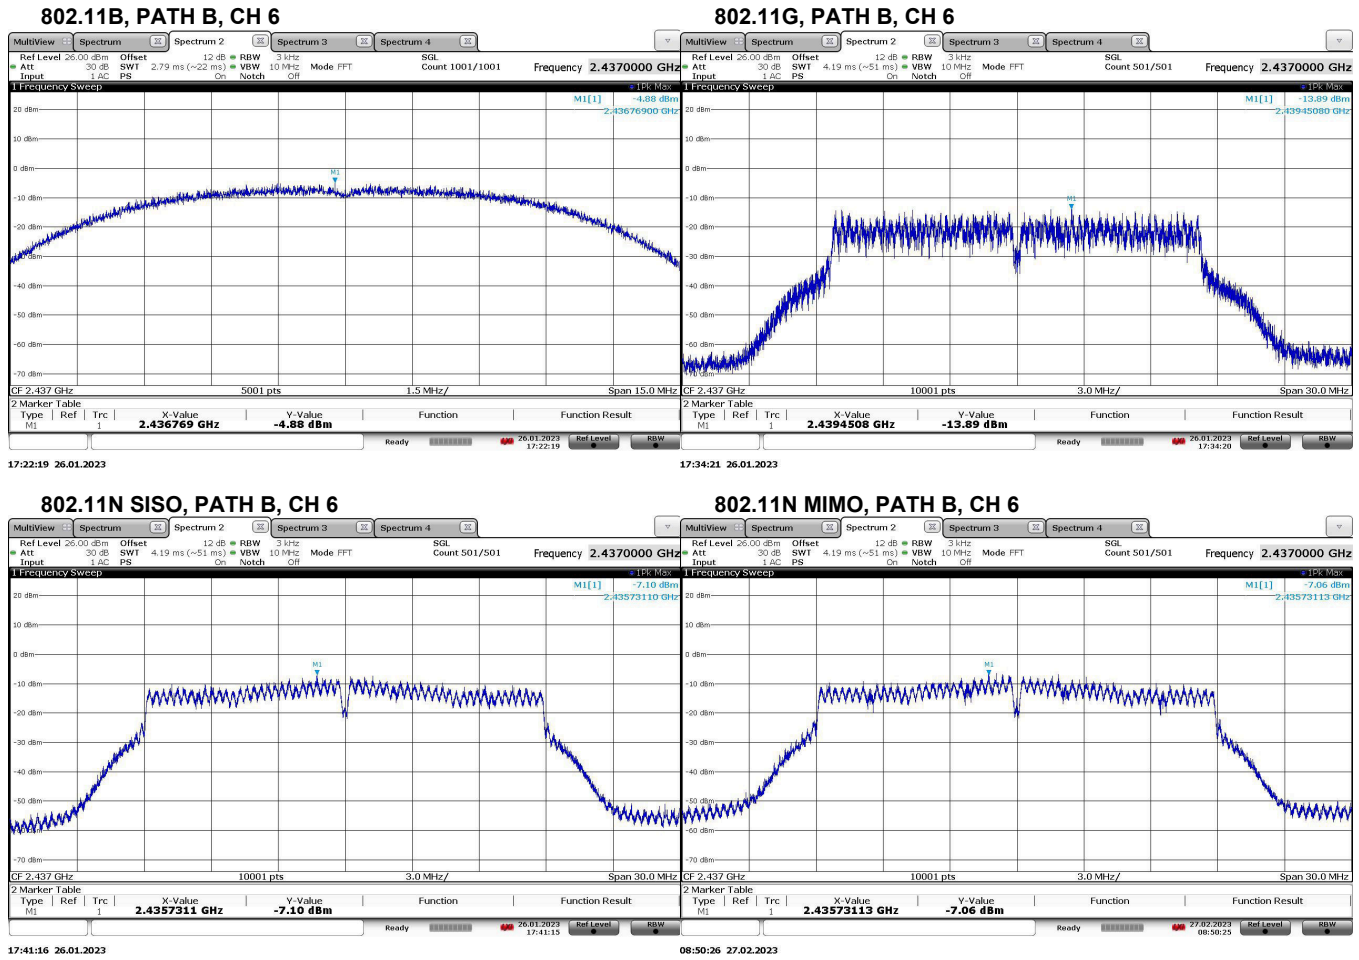 802.11B, PATH B, CH 6
MultiView Spectrum Spectrum 2 Spectrum 3 Spectrum 4
Ref Level 26.00 dBm Offset 12 dB RBW 3 kHz SGL
Att 30 dB SWT 2.79 ms (~22 ms) VBW 10 MHz Mode FFT Count 1001/1001 Frequency 2.4370000 GHz
Input 1 AC PS On Notch Off
1 Frequency Sweep 1Pk Max
M1[1] -4.88 dBm
2.43676900 GHz
20 dBm
10 dBm
0 dBm
M1
-10 dBm
-20 dBm
-30 dBm
-40 dBm
-50 dBm
-60 dBm
-70 dBm
CF 2.437 GHz 5001 pts 1.5 MHz/ Span 15.0 MHz
2 Marker Table
Type Ref Trc X-Value Y-Value Function Function Result
M1 1 2.436769 GHz -4.88 dBm
Ready 26.01.2023 17:22:19 Ref Level RBW
17:22:19 26.01.2023
802.11G, PATH B, CH 6
MultiView Spectrum Spectrum 2 Spectrum 3 Spectrum 4
Ref Level 26.00 dBm Offset 12 dB RBW 3 kHz SGL
Att 30 dB SWT 4.19 ms (~51 ms) VBW 10 MHz Mode FFT Count 501/501 Frequency 2.4370000 GHz
Input 1 AC PS On Notch Off
1 Frequency Sweep 1Pk Max
M1[1] -13.89 dBm
2.43945080 GHz
20 dBm
10 dBm
0 dBm
M1
-10 dBm
-20 dBm
-30 dBm
-40 dBm
-50 dBm
-60 dBm
-70 dBm
CF 2.437 GHz 10001 pts 3.0 MHz/ Span 30.0 MHz
2 Marker Table
Type Ref Trc X-Value Y-Value Function Function Result
M1 1 2.4394508 GHz -13.89 dBm
Ready 26.01.2023 17:34:20 Ref Level RBW
17:34:21 26.01.2023
802.11N SISO, PATH B, CH 6
MultiView Spectrum Spectrum 2 Spectrum 3 Spectrum 4
Ref Level 26.00 dBm Offset 12 dB RBW 3 kHz SGL
Att 30 dB SWT 4.19 ms (~51 ms) VBW 10 MHz Mode FFT Count 501/501 Frequency 2.4370000 GHz
Input 1 AC PS On Notch Off
1 Frequency Sweep 1Pk Max
M1[1] -7.10 dBm
2.43573110 GHz
20 dBm
10 dBm
0 dBm
M1
-10 dBm
-20 dBm
-30 dBm
-40 dBm
-50 dBm
-60 dBm
-70 dBm
CF 2.437 GHz 10001 pts 3.0 MHz/ Span 30.0 MHz
2 Marker Table
Type Ref Trc X-Value Y-Value Function Function Result
M1 1 2.4357311 GHz -7.10 dBm
Ready 26.01.2023 17:41:15 Ref Level RBW
17:41:16 26.01.2023
802.11N MIMO, PATH B, CH 6
MultiView Spectrum Spectrum 2 Spectrum 3 Spectrum 4
Ref Level 26.00 dBm Offset 12 dB RBW 3 kHz SGL
Att 30 dB SWT 4.19 ms (~51 ms) VBW 10 MHz Mode FFT Count 501/501 Frequency 2.4370000 GHz
Input 1 AC PS On Notch Off
1 Frequency Sweep 1Pk Max
M1[1] -7.06 dBm
2.43573113 GHz
20 dBm
10 dBm
0 dBm
M1
-10 dBm
-20 dBm
-30 dBm
-40 dBm
-50 dBm
-60 dBm
-70 dBm
CF 2.437 GHz 10001 pts 3.0 MHz/ Span 30.0 MHz
2 Marker Table
Type Ref Trc X-Value Y-Value Function Function Result
M1 1 2.43573113 GHz -7.06 dBm
Ready 27.02.2023 08:50:25 Ref Level RBW
08:50:26 27.02.2023